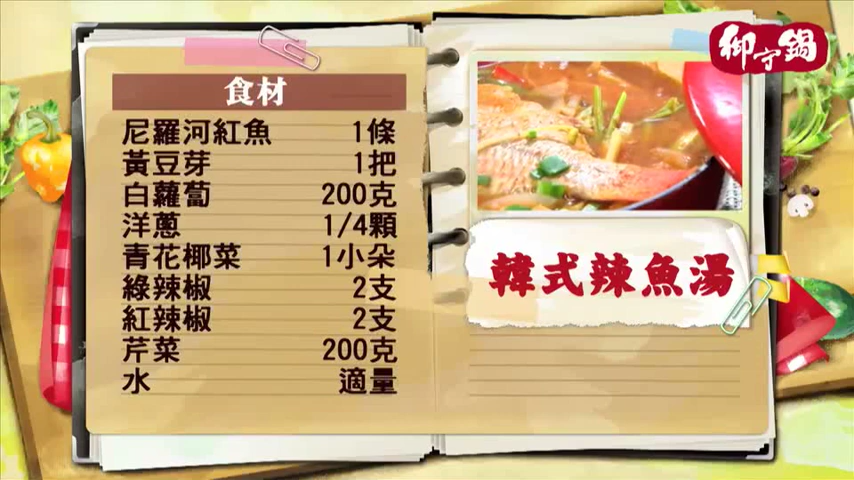 御守鍋
食材
尼羅河紅魚 1條
黃豆芽 1把
白蘿蔔 200克
洋蔥 1/4顆
青花椰菜 1小朵
綠辣椒 2支
紅辣椒 2支
芹菜 200克
水 適量
韓式辣魚湯